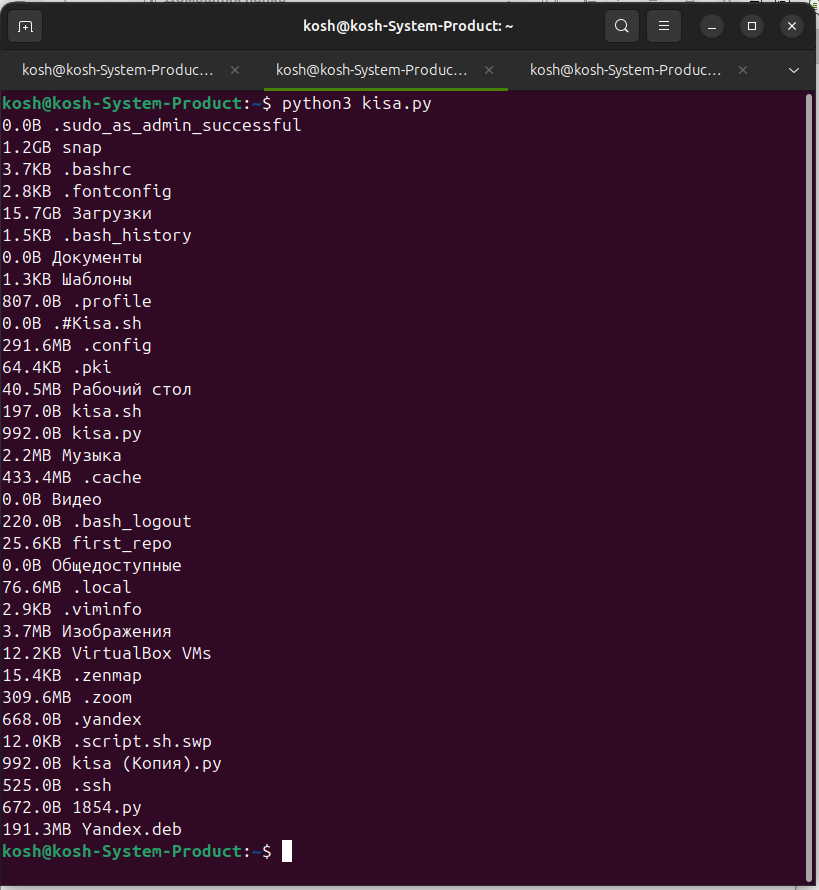 kosh@kosh-System-Product: ~
kosh@kosh-System-Produc... kosh@kosh-System-Produc... kosh@kosh-System-Produc...
kosh@kosh-System-Product:~$ python3 kisa.py
0.0B .sudo_as_admin_successful
1.2GB snap
3.7KB .bashrc
2.8KB .fontconfig
15.7GB Загрузки
1.5KB .bash_history
0.0B Документы
1.3KB Шаблоны
807.0B .profile
0.0B .#Kisa.sh
291.6MB .config
64.4KB .pki
40.5MB Рабочий стол
197.0B kisa.sh
992.0B kisa.py
2.2MB Музыка
433.4MB .cache
0.0B Видео
220.0B .bash_logout
25.6KB first_repo
0.0B Общедоступные
76.6MB .local
2.9KB .viminfo
3.7MB Изображения
12.2KB VirtualBox VMs
15.4KB .zenmap
309.6MB .zoom
668.0B .yandex
12.0KB .script.sh.swp
992.0B kisa (Копия).py
525.0B .ssh
672.0B 1854.py
191.3MB Yandex.deb
kosh@kosh-System-Product:~$